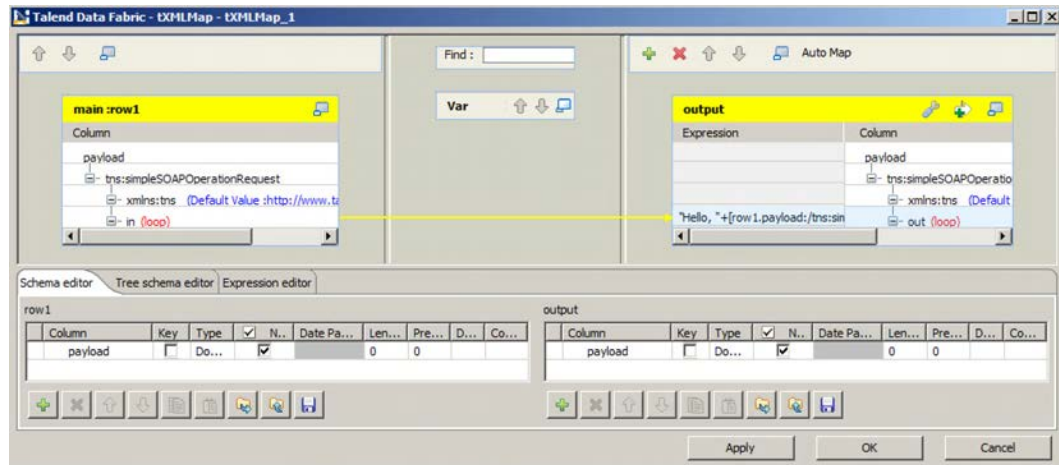 Talend Data Fabric - tXMLMap - tXMLMap_1
Find :
Auto Map
main :row1
Var
output
Column
Expression
Column
payload
payload
tns:simpleSOAPOperationRequest
tns:simpleSOAPOperatio
xmlns:tns (Default Value :http://www.ta
xmlns:tns (Default
in (loop)
"Hello, "+[row1.payload:/tns:sim
out (loop)
Schema editor Tree schema editor Expression editor
row1
output
Column Key Type N... Date Pa... Len... Pre... D... Co...
Column Key Type N... Date Pa... Len... Pre... D... Co...
payload Do... 0 0
payload Do... 0 0
Apply OK Cancel